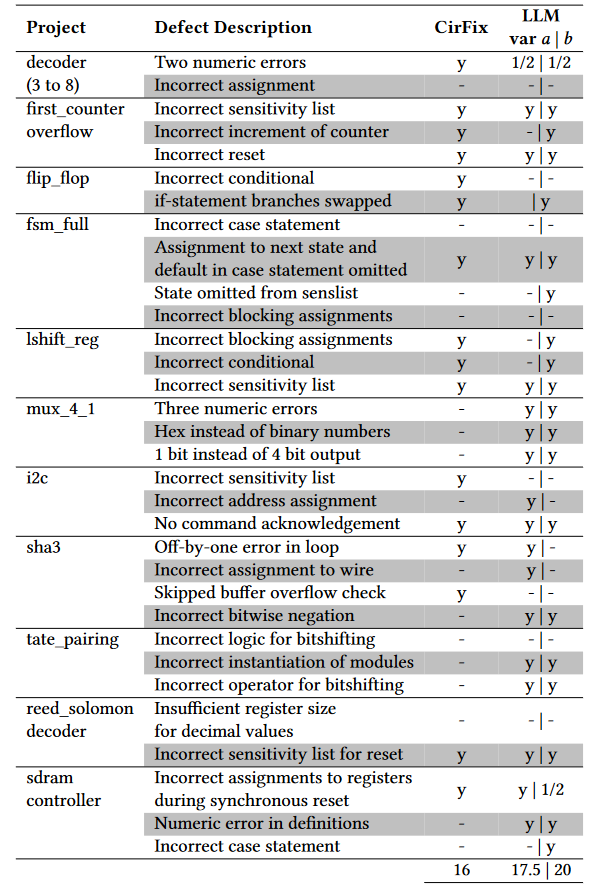 Project Defect Description CirFix LLM
var a | b
decoder Two numeric errors y 1/2 | 1/2
(3 to 8) Incorrect assignment - - | -
first_counter Incorrect sensitivity list y y | y
overflow Incorrect increment of counter y - | y
Incorrect reset y y | y
flip_flop Incorrect conditional y - | -
if-statement branches swapped y | y
fsm_full Incorrect case statement - - | -
Assignment to next state and
default in case statement omitted y y | y
State omitted from senslist - - | y
Incorrect blocking assignments - - | -
lshift_reg Incorrect blocking assignments y - | y
Incorrect conditional y - | y
Incorrect sensitivity list y y | y
mux_4_1 Three numeric errors - y | y
Hex instead of binary numbers - y | y
1 bit instead of 4 bit output - y | y
i2c Incorrect sensitivity list y - | -
Incorrect address assignment - y | -
No command acknowledgement y y | y
sha3 Off-by-one error in loop y y | -
Incorrect assignment to wire - y | -
Skipped buffer overflow check y - | -
Incorrect bitwise negation - y | y
tate_pairing Incorrect logic for bitshifting - - | -
Incorrect instantiation of modules - y | y
Incorrect operator for bitshifting - y | y
reed_solomon Insufficient register size
decoder for decimal values - - | -
Incorrect sensitivity list for reset y y | y
sdram Incorrect assignments to registers
controller during synchronous reset y y | 1/2
Numeric error in definitions - y | y
Incorrect case statement - - | y
16 17.5 | 20